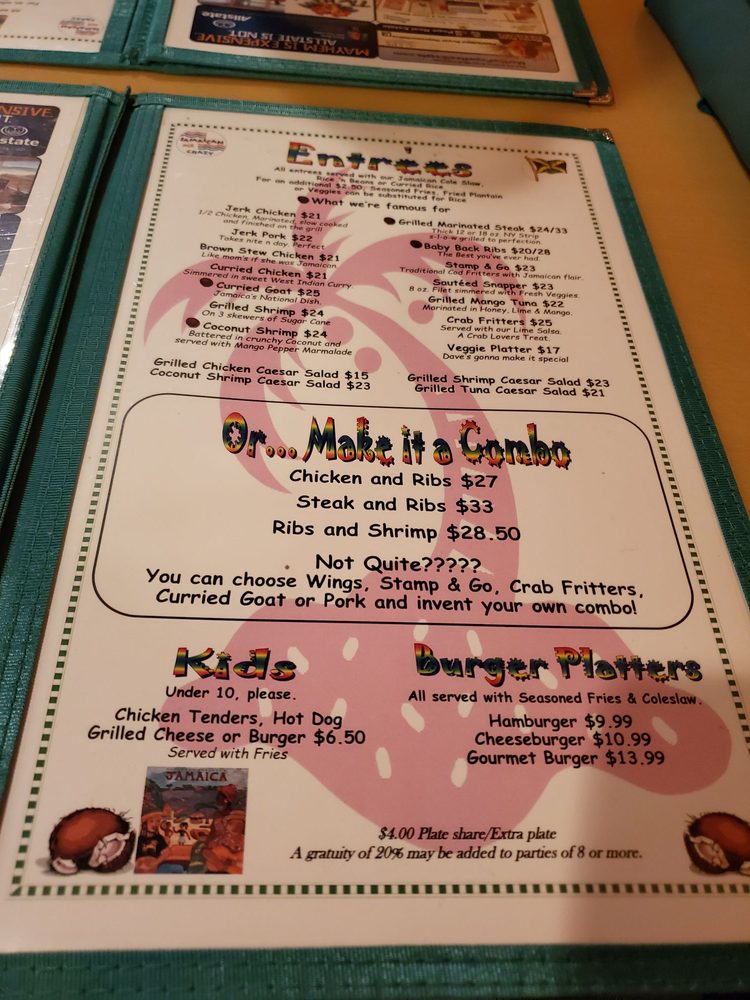 MAYHEM IS EXPENSIVE
ALLSTATE IS NOT.
Allstate
state
JAMAICAN
ME
CRAZY
Entrees
All entrees served with our Jamaican Cole Slaw,
Rice 'n Beans or Curried Rice
For an additional $2.50, Seasoned Fries, Fried Plantain
or Veggies can be substituted for Rice
What we're famous for
Jerk Chicken $21
1/2 Chicken, Marinated, slow cooked
and finished on the grill
Jerk Pork $22
Takes nite n day. Perfect
Brown Stew Chicken $21
Like mom's if she was Jamaican
Curried Chicken $21
Simmered in sweet West Indian Curry.
Curried Goat $25
Jamaica's National Dish.
Grilled Shrimp $24
On 3 skewers of Sugar Cane
Coconut Shrimp $24
Battered in crunchy Coconut and
served with Mango Pepper Marmalade
Grilled Marinated Steak $24/33
Thick 12 or 18 oz. NY Strip
s-l-o-w grilled to perfection.
Baby Back Ribs $20/28
The Best you've ever had.
Stamp & Go $23
Traditional Cod Fritters with Jamaican flair.
Sautéed Snapper $23
8 oz. Filet simmered with Fresh Veggies.
Grilled Mango Tuna $22
Marinated in Honey, Lime & Mango.
Crab Fritters $25
Served with our Lime Salsa.
A Crab Lovers Treat.
Veggie Platter $17
Dave's gonna make it special
Grilled Chicken Caesar Salad $15
Coconut Shrimp Caesar Salad $23
Grilled Shrimp Caesar Salad $23
Grilled Tuna Caesar Salad $21
Or... Make it a Combo
Chicken and Ribs $27
Steak and Ribs $33
Ribs and Shrimp $28.50
Not Quite?????
You can choose Wings, Stamp & Go, Crab Fritters,
Curried Goat or Pork and invent your own combo!
Kids
Under 10, please.
Chicken Tenders, Hot Dog
Grilled Cheese or Burger $6.50
Served with Fries
Burger Platters
All served with Seasoned Fries & Coleslaw.
Hamburger $9.99
Cheeseburger $10.99
Gourmet Burger $13.99
JAMAICA
$4.00 Plate share/Extra plate
A gratuity of 20% may be added to parties of 8 or more.